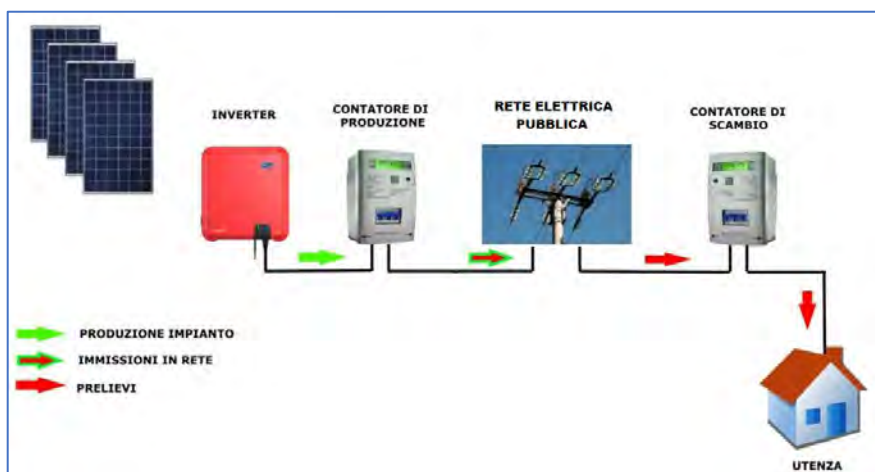 INVERTER
CONTATORE DI
PRODUZIONE
RETE ELETTRICA
PUBBLICA
CONTATORE DI
SCAMBIO
PRODUZIONE IMPIANTO
IMMISSIONI IN RETE
PRELIEVI
UTENZA